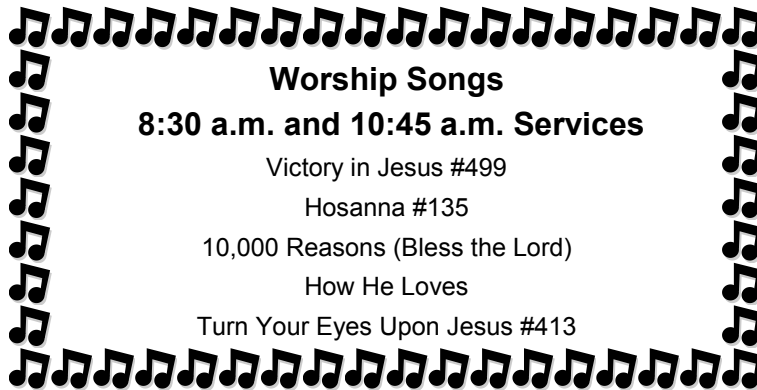 Worship Songs
8:30 a.m. and 10:45 a.m. Services
Victory in Jesus #499
Hosanna #135
10,000 Reasons (Bless the Lord)
How He Loves
Turn Your Eyes Upon Jesus #413